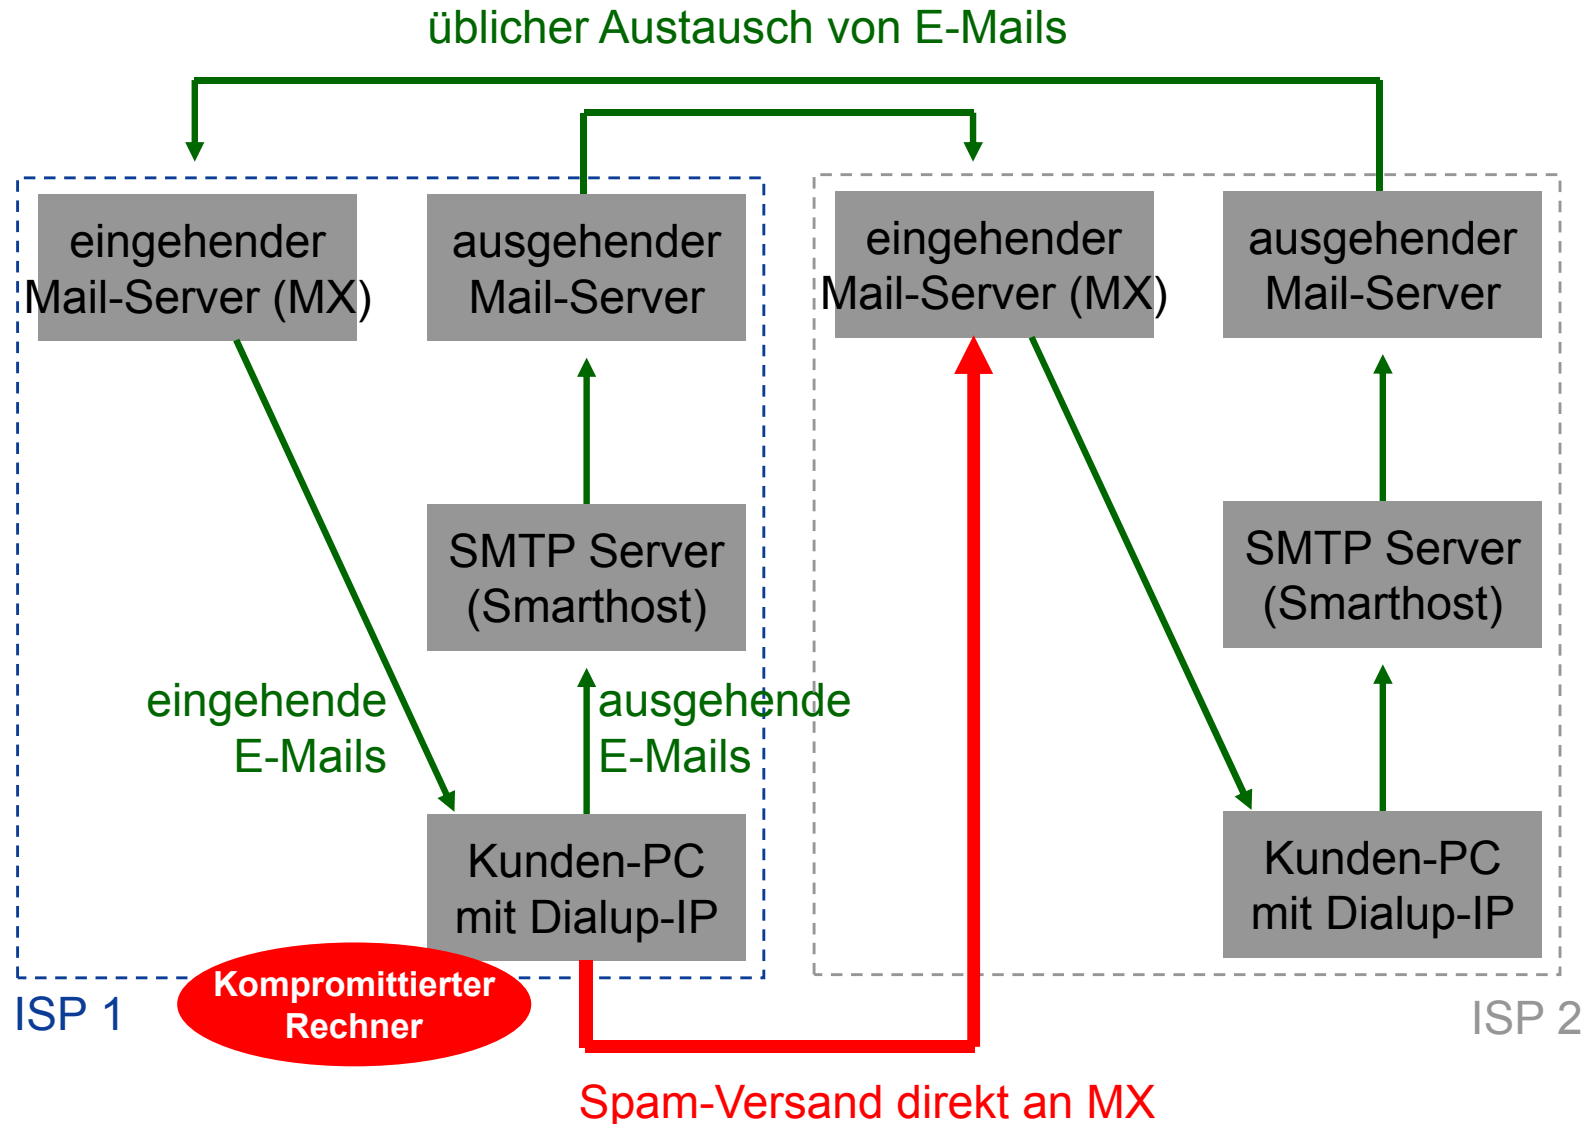 üblicher Austausch von E-Mails
eingehender
Mail-Server (MX)
ausgehender
Mail-Server
eingehender
Mail-Server (MX)
ausgehender
Mail-Server
SMTP Server
(Smarthost)
SMTP Server
(Smarthost)
eingehende
E-Mails
ausgehende
E-Mails
Kunden-PC
mit Dialup-IP
Kunden-PC
mit Dialup-IP
Kompromittierter
Rechner
ISP 1
ISP 2
Spam-Versand direkt an MX